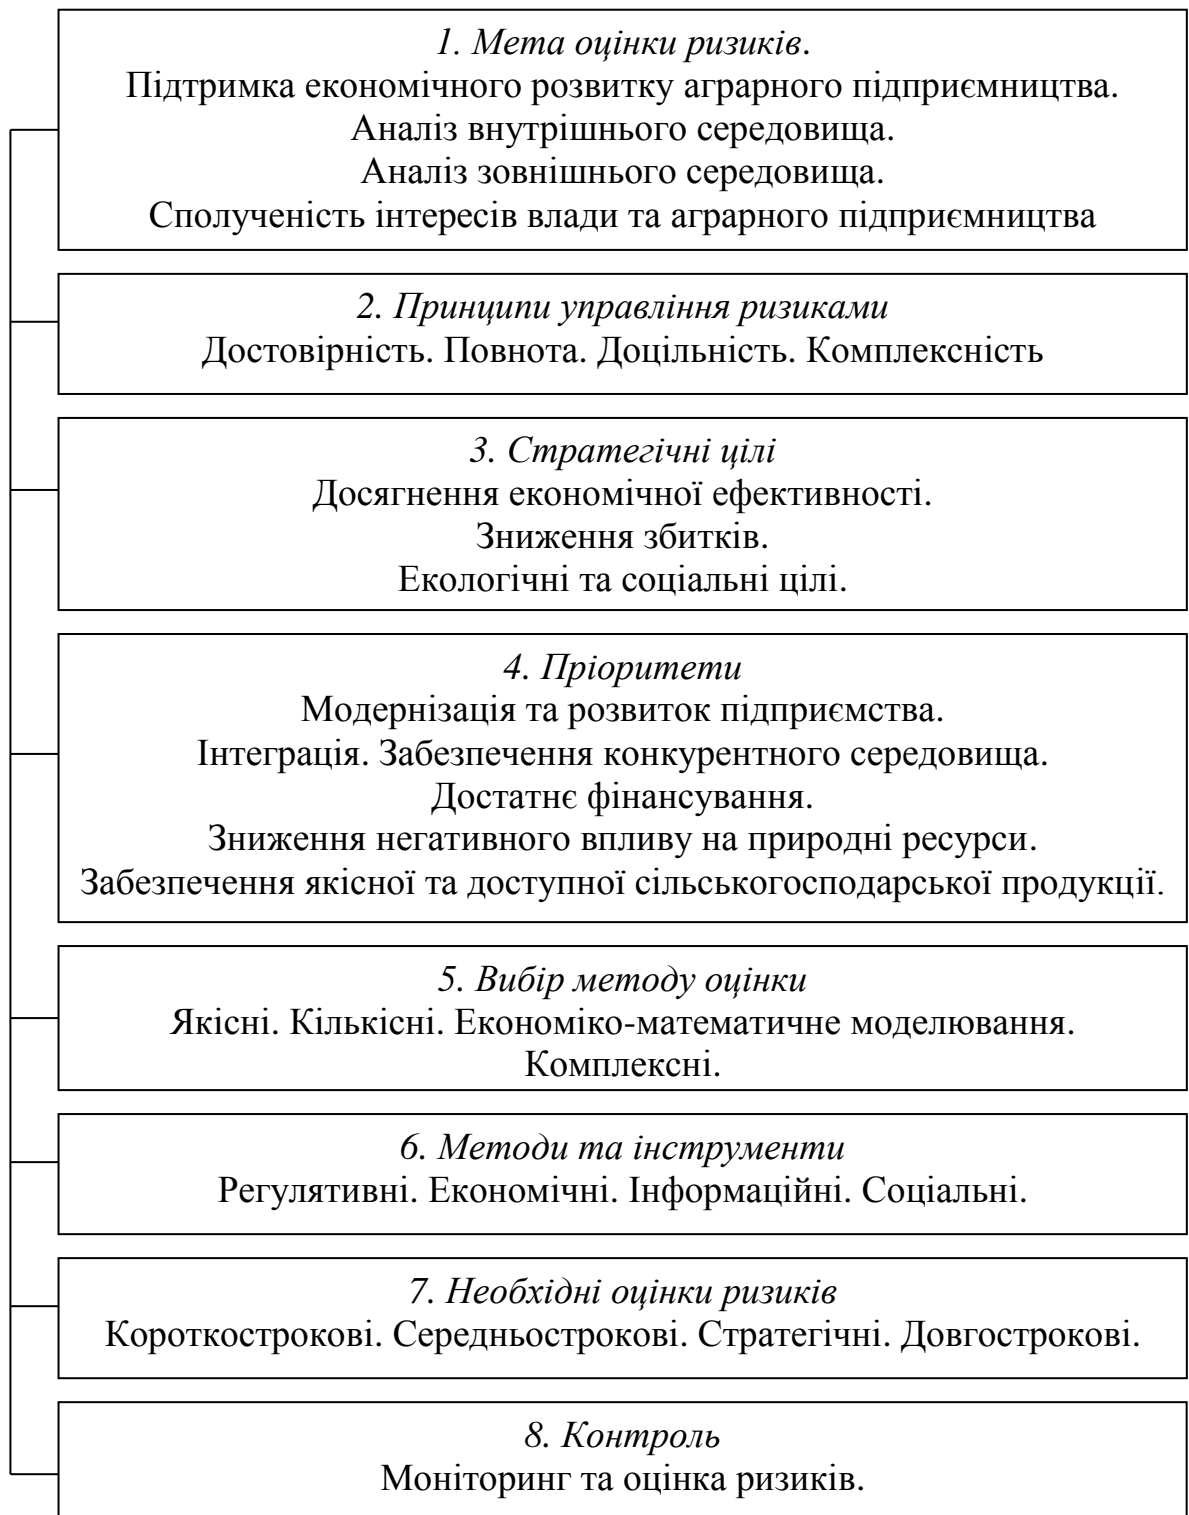 1. Мета оцінки ризиків.
Підтримка економічного розвитку аграрного підприємництва.
Аналіз внутрішнього середовища.
Аналіз зовнішнього середовища.
Сполученість інтересів влади та аграрного підприємництва
2. Принципи управління ризиками
Достовірність. Повнота. Доцільність. Комплексність
3. Стратегічні цілі
Досягнення економічної ефективності.
Зниження збитків.
Екологічні та соціальні цілі.
4. Пріоритети
Модернізація та розвиток підприємства.
Інтеграція. Забезпечення конкурентного середовища.
Достатнє фінансування.
Зниження негативного впливу на природні ресурси.
Забезпечення якісної та доступної сільськогосподарської продукції.
5. Вибір методу оцінки
Якісні. Кількісні. Економіко-математичне моделювання.
Комплексні.
6. Методи та інструменти
Регулятивні. Економічні. Інформаційні. Соціальні.
7. Необхідні оцінки ризиків
Короткострокові. Середньострокові. Стратегічні. Довгострокові.
8. Контроль
Моніторинг та оцінка ризиків.